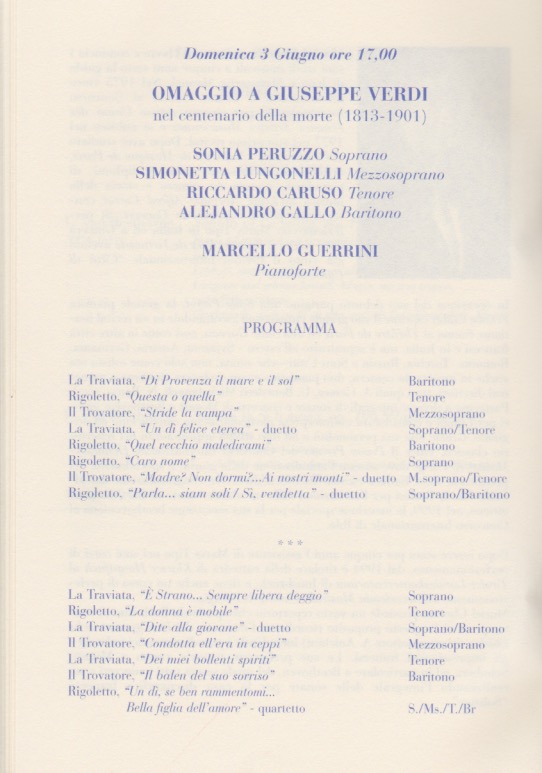 Domenica 3 Giugno ore 17,00
OMAGGIO A GIUSEPPE VERDI
nel centenario della morte (1813-1901)
SONIA PERUZZO Soprano
SIMONETTA LUNGONELLI Mezzosoprano
RICCARDO CARUSO Tenore
ALEJANDRO GALLO Baritono
MARCELLO GUERRINI
Pianoforte
PROGRAMMA
La Traviata, “Di Provenza il mare e il sol” Baritono
Rigoletto, “Questa o quella” Tenore
Il Trovatore, “Stride la vampa” Mezzosoprano
La Traviata, “Un dì felice eterea” - duetto Soprano/Tenore
Rigoletto, “Quel vecchio maledivami” Baritono
Rigoletto, “Caro nome” Soprano
Il Trovatore, “Madre? Non dormi?...Ai nostri monti” - duetto M.soprano/Tenore
Rigoletto, “Parla... siam soli / Sì, vendetta” - duetto Soprano/Baritono
***
La Traviata, “È Strano... Sempre libera deggio” Soprano
Rigoletto, “La donna è mobile” Tenore
La Traviata, “Dite alla giovane” - duetto Soprano/Baritono
Il Trovatore, “Condotta ell'era in ceppi” Mezzosoprano
La Traviata, “Dei miei bollenti spiriti” Tenore
Il Trovatore, “Il balen del suo sorriso” Baritono
Rigoletto, “Un dì, se ben rammentomi...
Bella figlia dell'amore” - quartetto S./Ms./T./Br